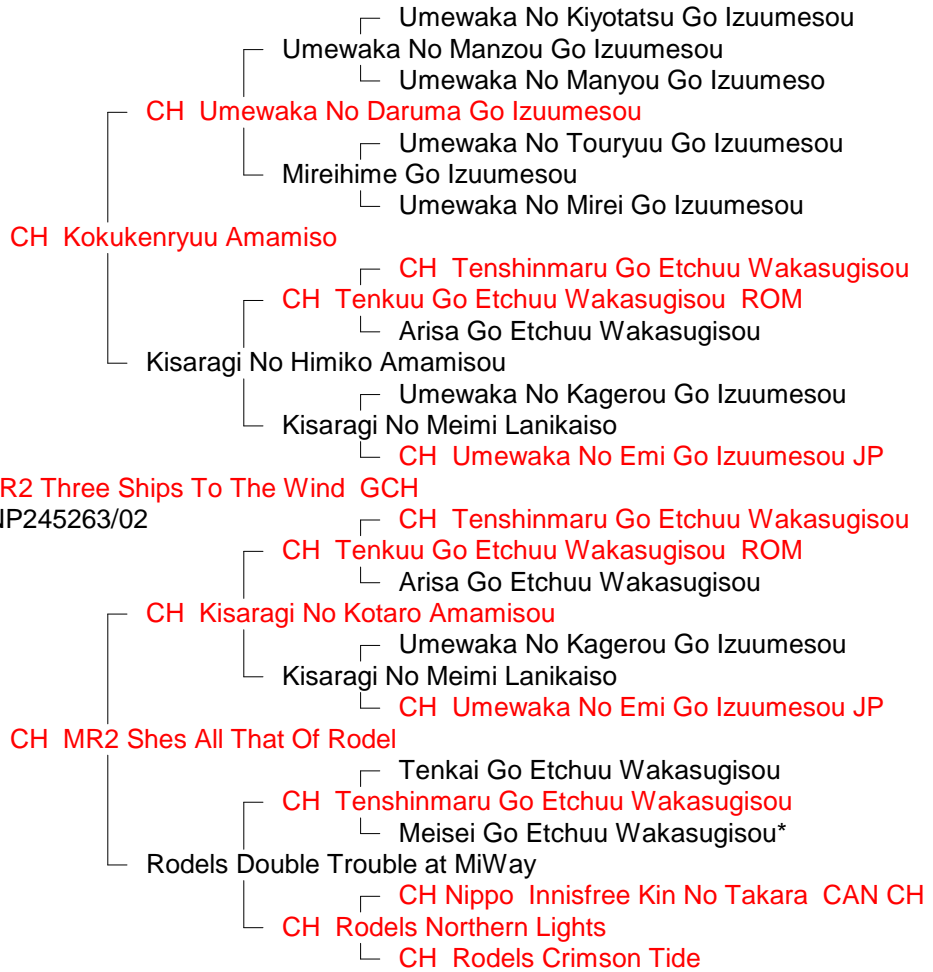 Umewaka No Kiyotatsu Go Izuumesou
Umewaka No Manzou Go Izuumesou
Umewaka No Manyou Go Izuumeso
CH Umewaka No Daruma Go Izuumesou
Umewaka No Touryuu Go Izuumesou
Mireihime Go Izuumesou
Umewaka No Mirei Go Izuumesou
CH Kokukenryuu Amamiso
CH Tenshinmaru Go Etchuu Wakasugisou
CH Tenkuu Go Etchuu Wakasugisou ROM
Arisa Go Etchuu Wakasugisou
Kisaragi No Himiko Amamisou
Umewaka No Kagerou Go Izuumesou
Kisaragi No Meimi Lanikaiso
CH Umewaka No Emi Go Izuumesou JP
R2 Three Ships To The Wind GCH
NP245263/02
CH Tenshinmaru Go Etchuu Wakasugisou
CH Tenkuu Go Etchuu Wakasugisou ROM
Arisa Go Etchuu Wakasugisou
CH Kisaragi No Kotaro Amamisou
Umewaka No Kagerou Go Izuumesou
Kisaragi No Meimi Lanikaiso
CH Umewaka No Emi Go Izuumesou JP
CH MR2 Shes All That Of Rodel
Tenkai Go Etchuu Wakasugisou
CH Tenshinmaru Go Etchuu Wakasugisou
Meisei Go Etchuu Wakasugisou*
Rodels Double Trouble at MiWay
CH Nippo Innisfree Kin No Takara CAN CH
CH Rodels Northern Lights
CH Rodels Crimson Tide